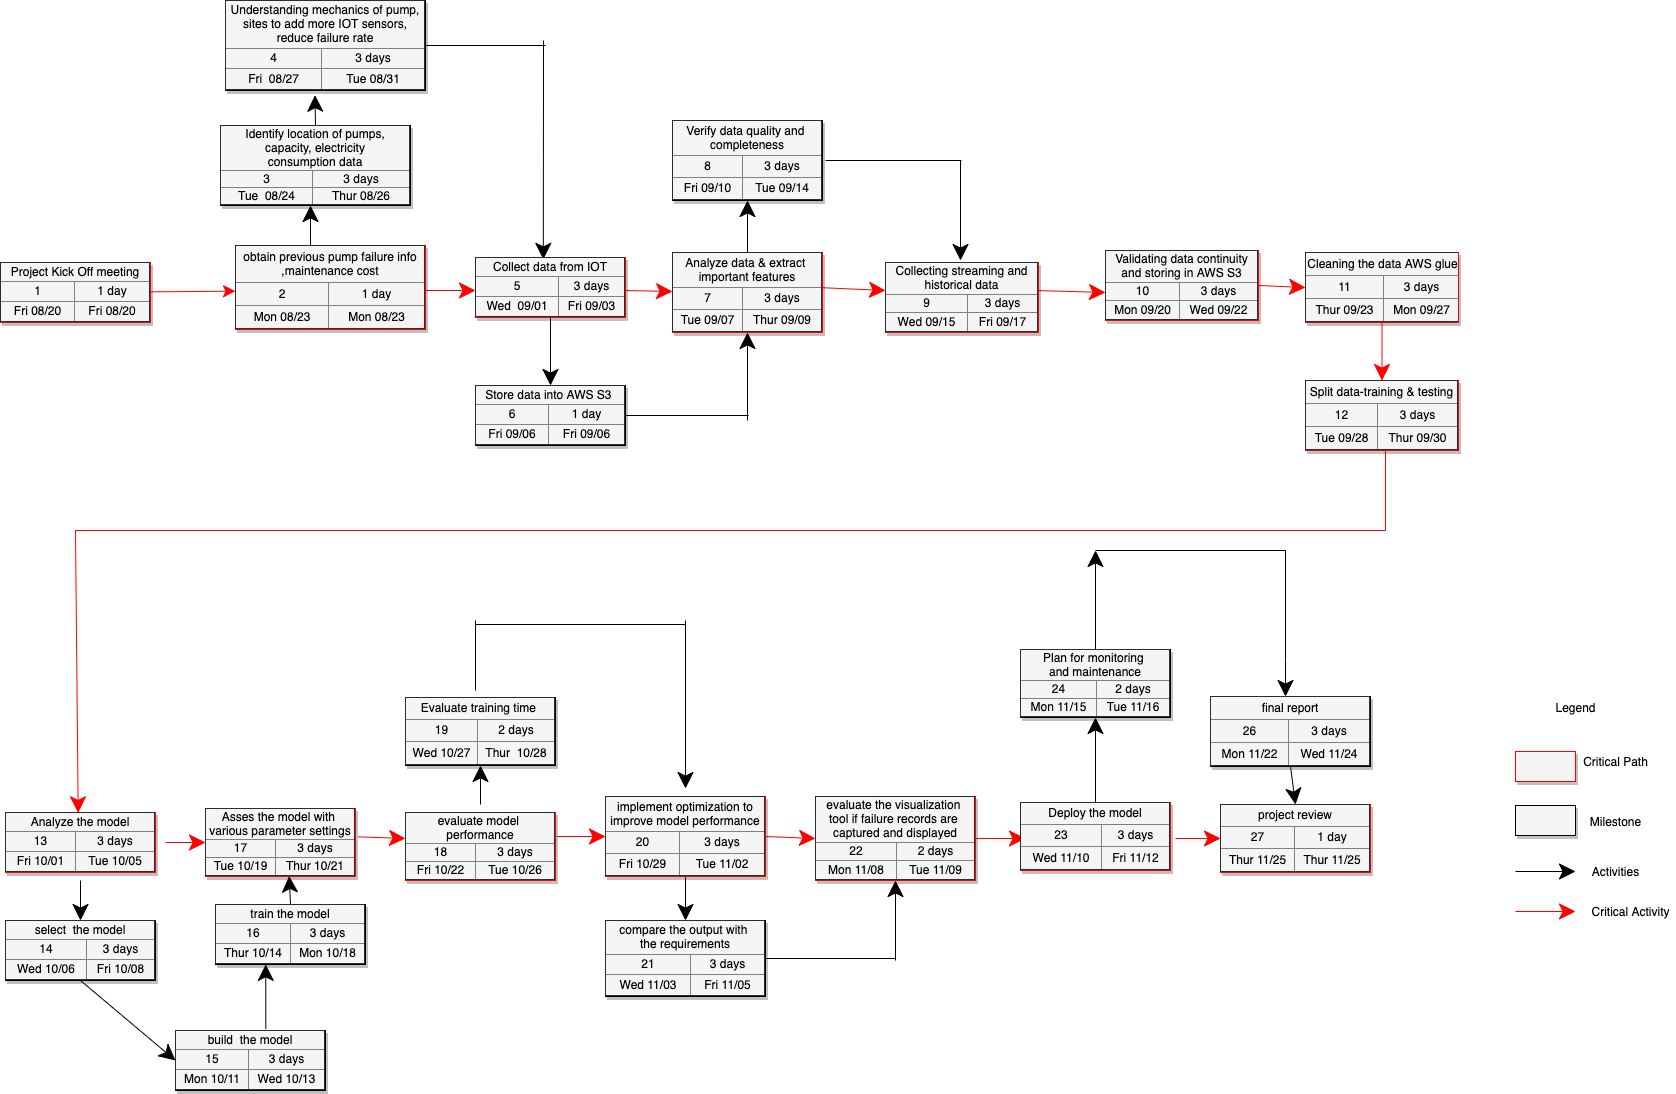 Understanding mechanics of pump,
sites to add more IOT sensors,
reduce failure rate
4
3 days
Fri  08/27
Tue 08/31
Identify location of pumps,
capacity, electricity
consumption data
3
3 days
Tue  08/24
Thur 08/26
Project Kick Off meeting
1
1 day
Fri 08/20
Fri 08/20
obtain previous pump failure info
,maintenance cost
2
1 day
Mon 08/23
Mon 08/23
Collect data from IOT
5
3 days
Wed  09/01
Fri 09/03
Store data into AWS S3
6
1 day
Fri 09/06
Fri 09/06
Verify data quality and
completeness
8
3 days
Fri 09/10
Tue 09/14
Analyze data & extract
important features
7
3 days
Tue 09/07
Thur 09/09
Collecting streaming and
historical data
9
3 days
Wed 09/15
Fri 09/17
Validating data continuity
and storing in AWS S3
10
3 days
Mon 09/20
Wed 09/22
Cleaning the data AWS glue
11
3 days
Thur 09/23
Mon 09/27
Split data-training & testing
12
3 days
Tue 09/28
Thur 09/30
Analyze the model
13
3 days
Fri 10/01
Tue 10/05
select  the model
14
3 days
Wed 10/06
Fri 10/08
build  the model
15
3 days
Mon 10/11
Wed 10/13
train the model
16
3 days
Thur 10/14
Mon 10/18
Asses the model with
various parameter settings
17
3 days
Tue 10/19
Thur 10/21
evaluate model
performance
18
3 days
Fri 10/22
Tue 10/26
Evaluate training time
19
2 days
Wed 10/27
Thur  10/28
implement optimization to
improve model performance
20
3 days
Fri 10/29
Tue 11/02
compare the output with
the requirements
21
3 days
Wed 11/03
Fri 11/05
evaluate the visualization
tool if failure records are
captured and displayed
22
2 days
Mon 11/08
Tue 11/09
Deploy the model
23
3 days
Wed 11/10
Fri 11/12
Plan for monitoring
and maintenance
24
2 days
Mon 11/15
Tue 11/16
final report
26
3 days
Mon 11/22
Wed 11/24
project review
27
1 day
Thur 11/25
Thur 11/25
Legend
Critical Path
Milestone
Activities
Critical Activity